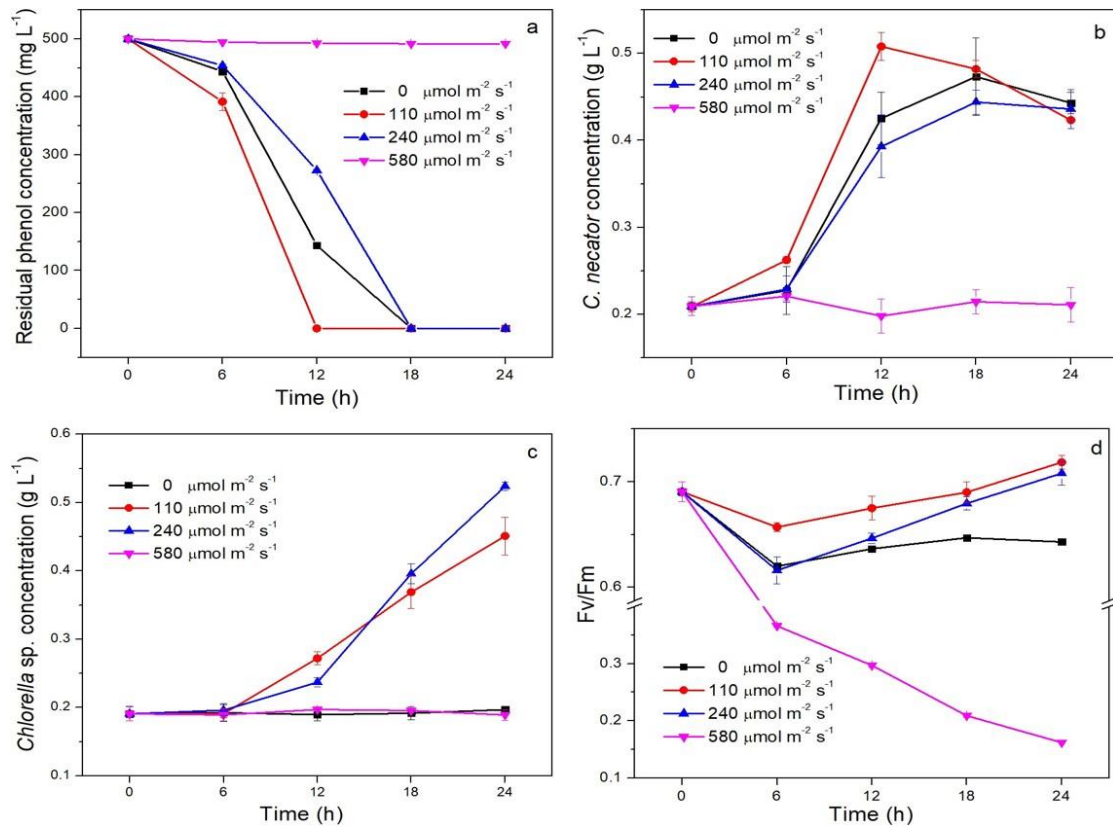 a
Residual phenol concentration (mg L⁻¹)
500
400
300
200
100
0
0 μmol m⁻² s⁻¹
110 μmol m⁻² s⁻¹
240 μmol m⁻² s⁻¹
580 μmol m⁻² s⁻¹
0 6 12 18 24
Time (h)
b
C. necator concentration (g L⁻¹)
0.5
0.4
0.3
0.2
0 μmol m⁻² s⁻¹
110 μmol m⁻² s⁻¹
240 μmol m⁻² s⁻¹
580 μmol m⁻² s⁻¹
0 6 12 18 24
Time (h)
c
Chlorella sp. concentration (g L⁻¹)
0.6
0.5
0.4
0.3
0.2
0.1
0 μmol m⁻² s⁻¹
110 μmol m⁻² s⁻¹
240 μmol m⁻² s⁻¹
580 μmol m⁻² s⁻¹
0 6 12 18 24
Time (h)
d
Fv/Fm
0.7
0.6
0.3
0.2
0.1
0 μmol m⁻² s⁻¹
110 μmol m⁻² s⁻¹
240 μmol m⁻² s⁻¹
580 μmol m⁻² s⁻¹
0 6 12 18 24
Time (h)